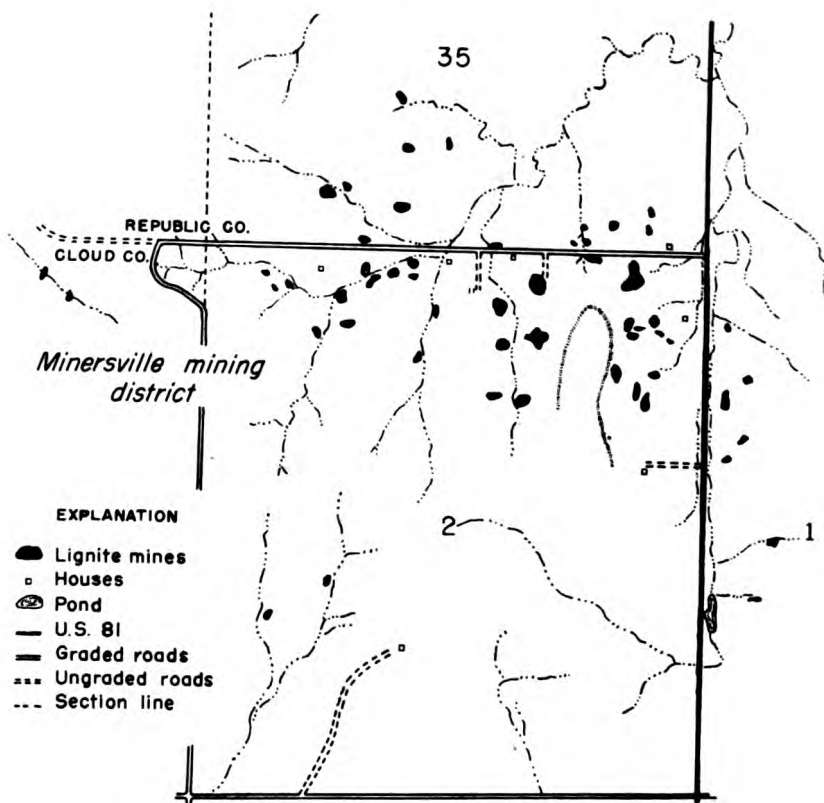 35
REPUBLIC CO.
CLOUD CO.
Minersville mining
district
2
1
EXPLANATION
Lignite mines
Houses
Pond
U.S. 81
Graded roads
Ungraded roads
Section line